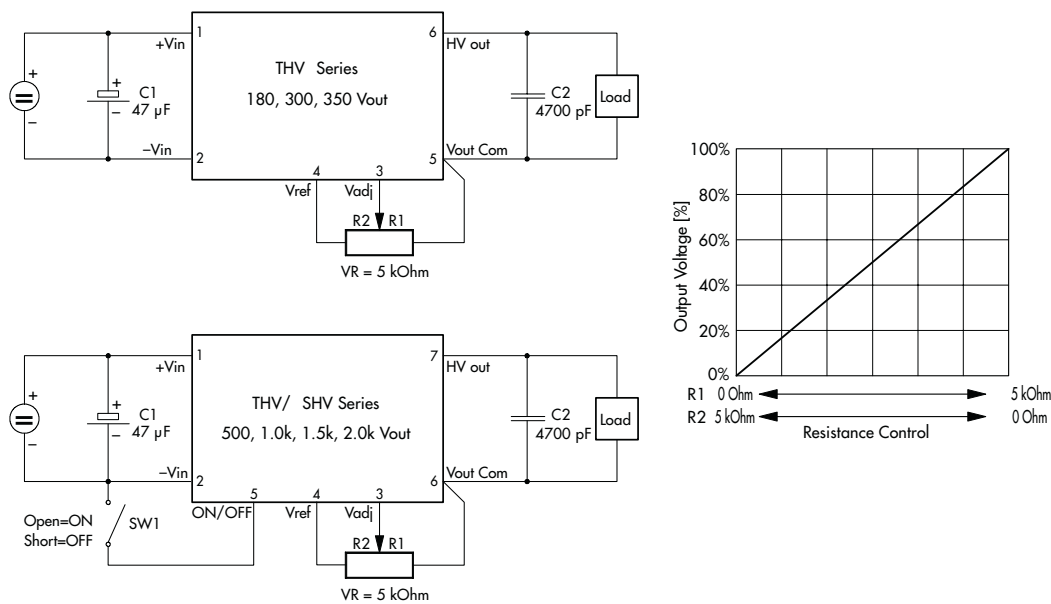 1
+Vin
6
HV out
THV Series
180, 300, 350 Vout
+
−
+
−
C1
47 µF
C2
4700 pF
Load
−Vin
2
4
3
5
Vout Com
Vref
Vadj
R2
R1
VR = 5 kOhm
1
+Vin
7
HV out
THV/ SHV Series
500, 1.0k, 1.5k, 2.0k Vout
+
−
+
−
C1
47 µF
C2
4700 pF
Load
−Vin
2
5
4
3
6
Vout Com
ON/OFF
Vref
Vadj
Open=ON
Short=OFF
SW1
R2
R1
VR = 5 kOhm
Output Voltage [%]
100%
80%
60%
40%
20%
0%
R1 0 Ohm 5 kOhm
R2 5 kOhm 0 Ohm
Resistance Control